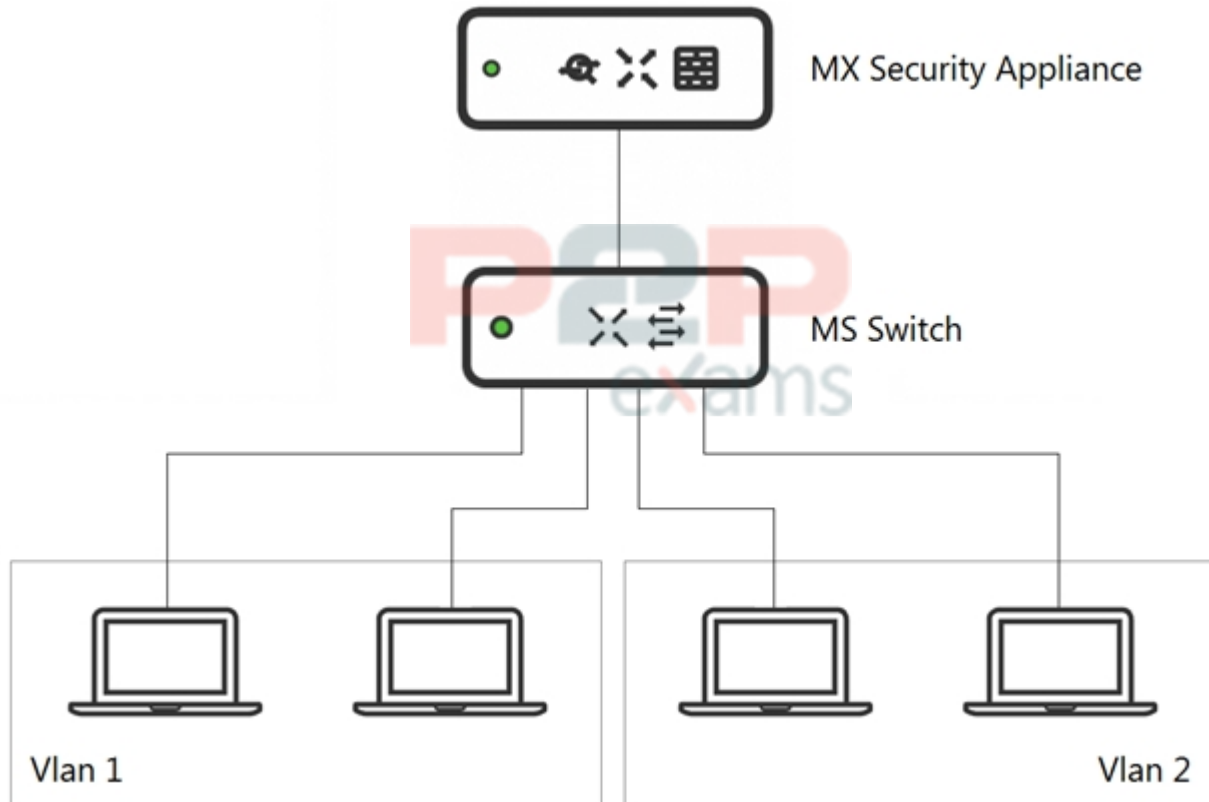 MX Security Appliance
P2P
exams
MS Switch
Vlan 1
Vlan 2